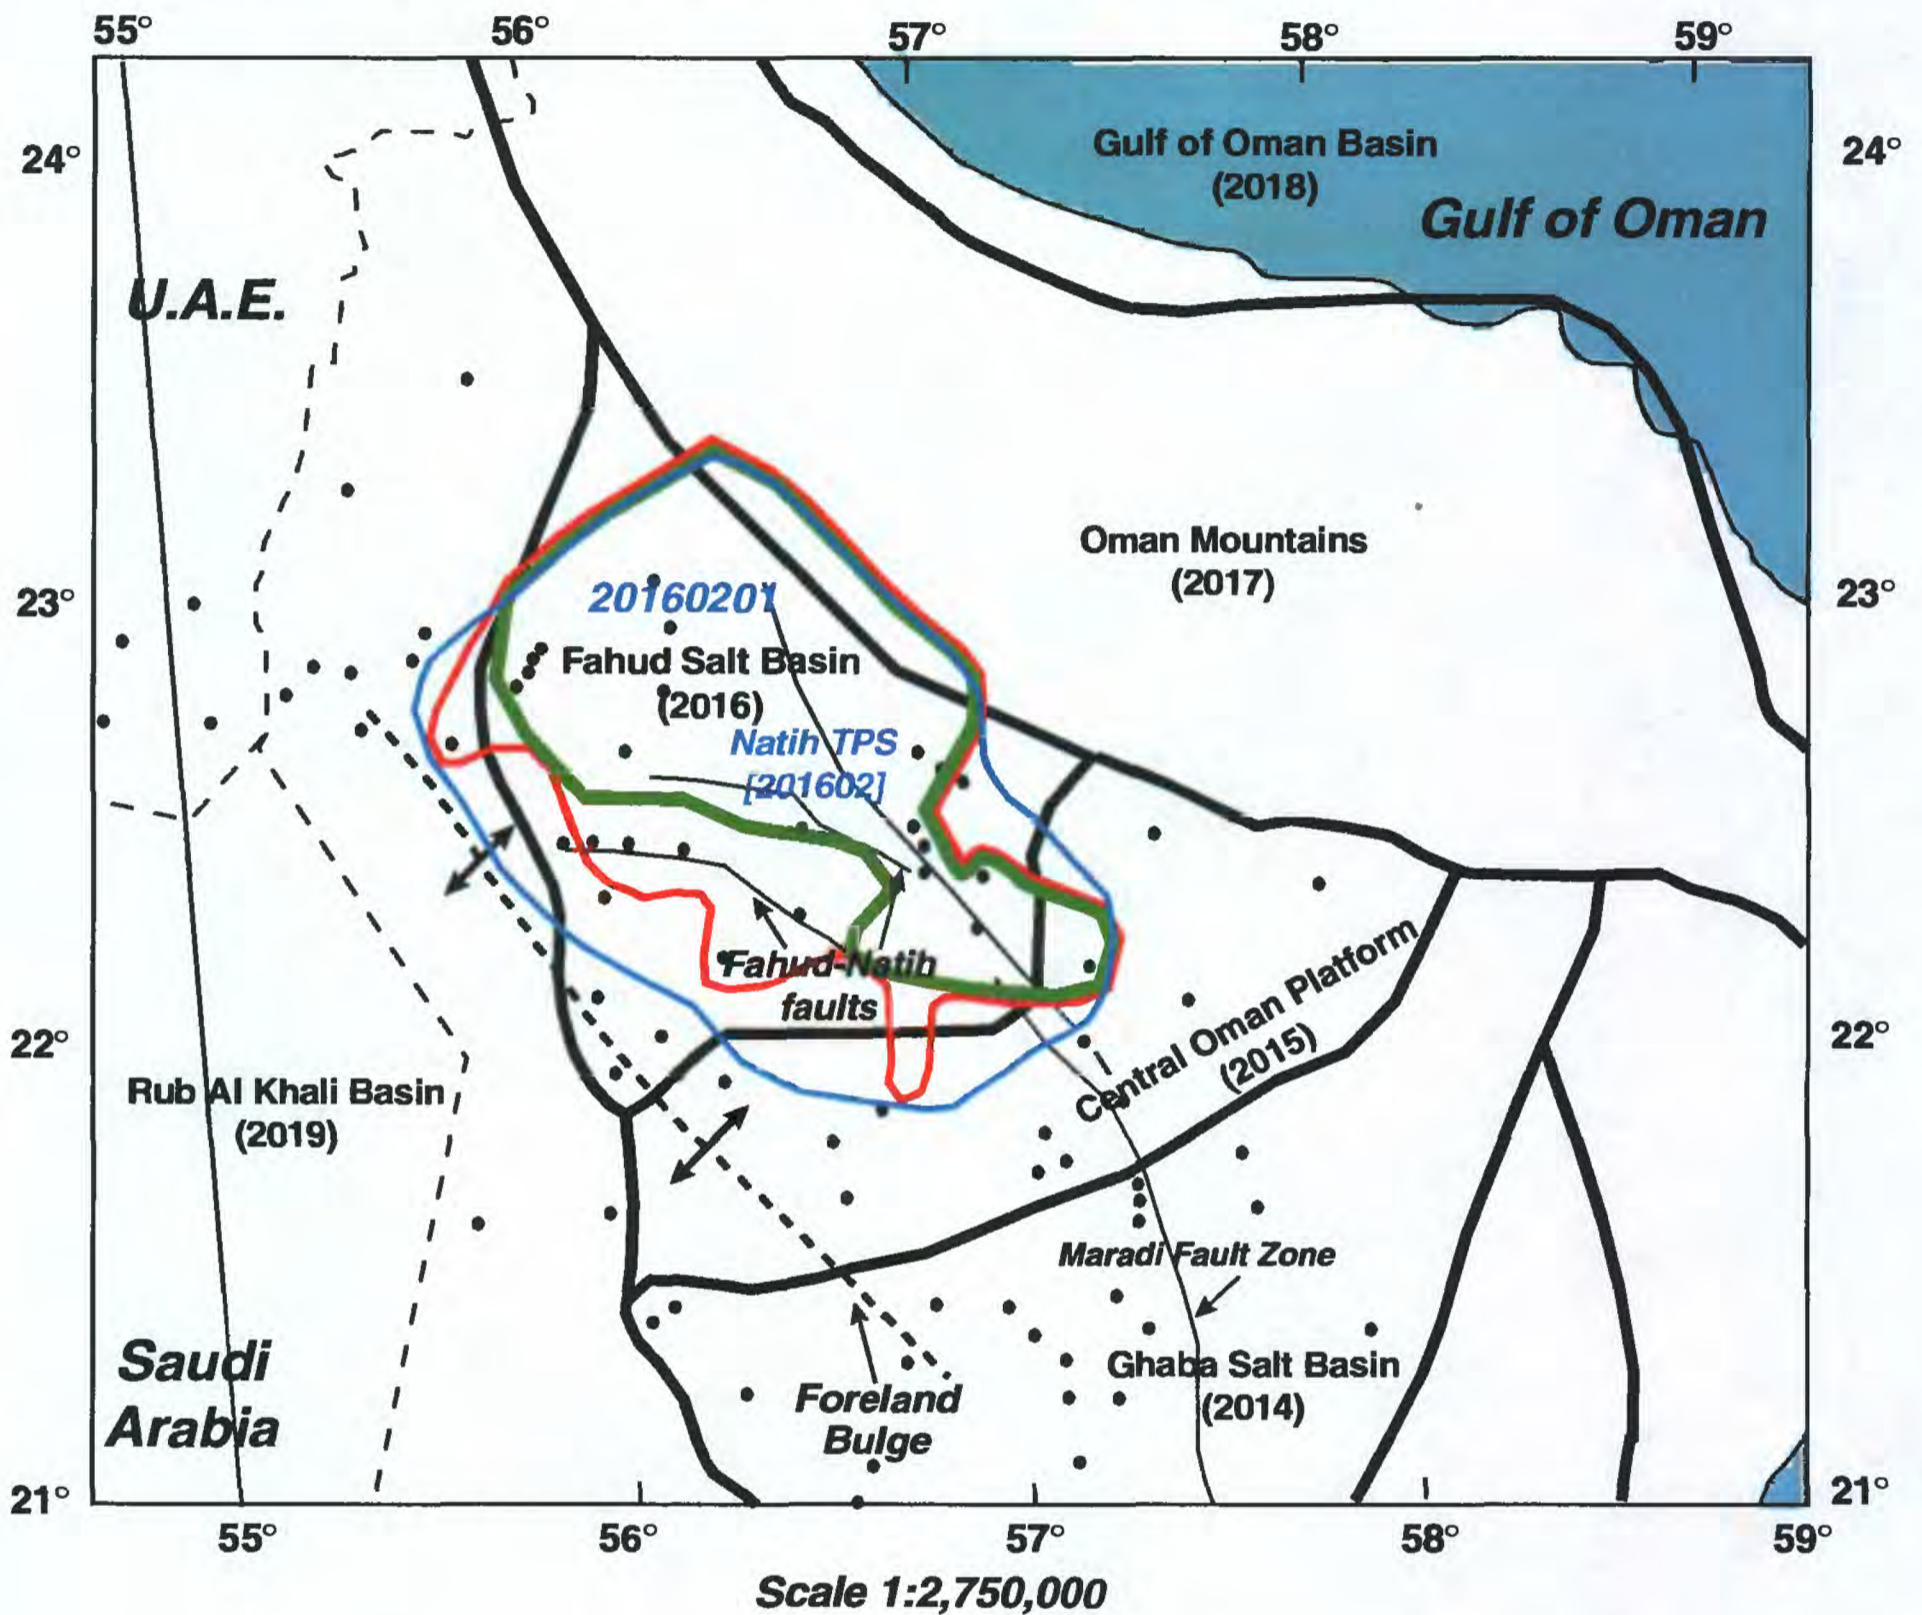 55° 56° 57° 58° 59°
24° 24°
Gulf of Oman Basin
(2018)
Gulf of Oman
U.A.E.
Oman Mountains
(2017)
23° 23°
20160201
Fahud Salt Basin
(2016)
Natih TPS
[201602]
Fahud-Natih
faults
Central Oman Platform
(2015)
22° 22°
Rub Al Khali Basin
(2019)
Maradi Fault Zone
Saudi
Arabia
Ghaba Salt Basin
(2014)
Foreland
Bulge
21° 21°
55° 56° 57° 58° 59°
Scale 1:2,750,000